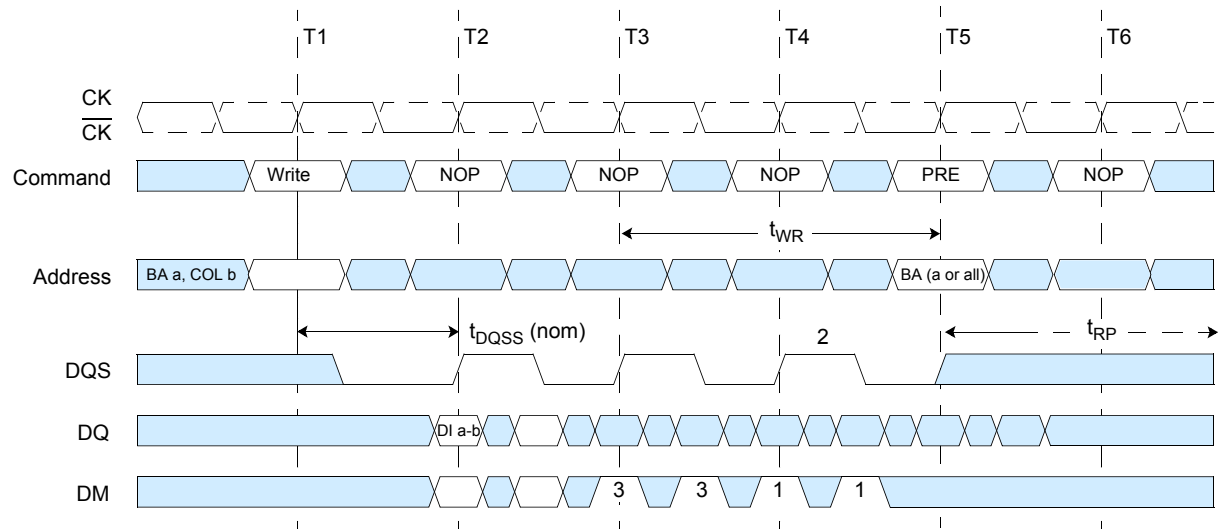 T1 T2 T3 T4 T5 T6
CK
CK
Command Write NOP NOP NOP PRE NOP
tWR
Address BA a, COL b BA (a or all)
tDQSS (nom) 2 tRP
DQS
DQ DI a-b
DM 3 3 1 1